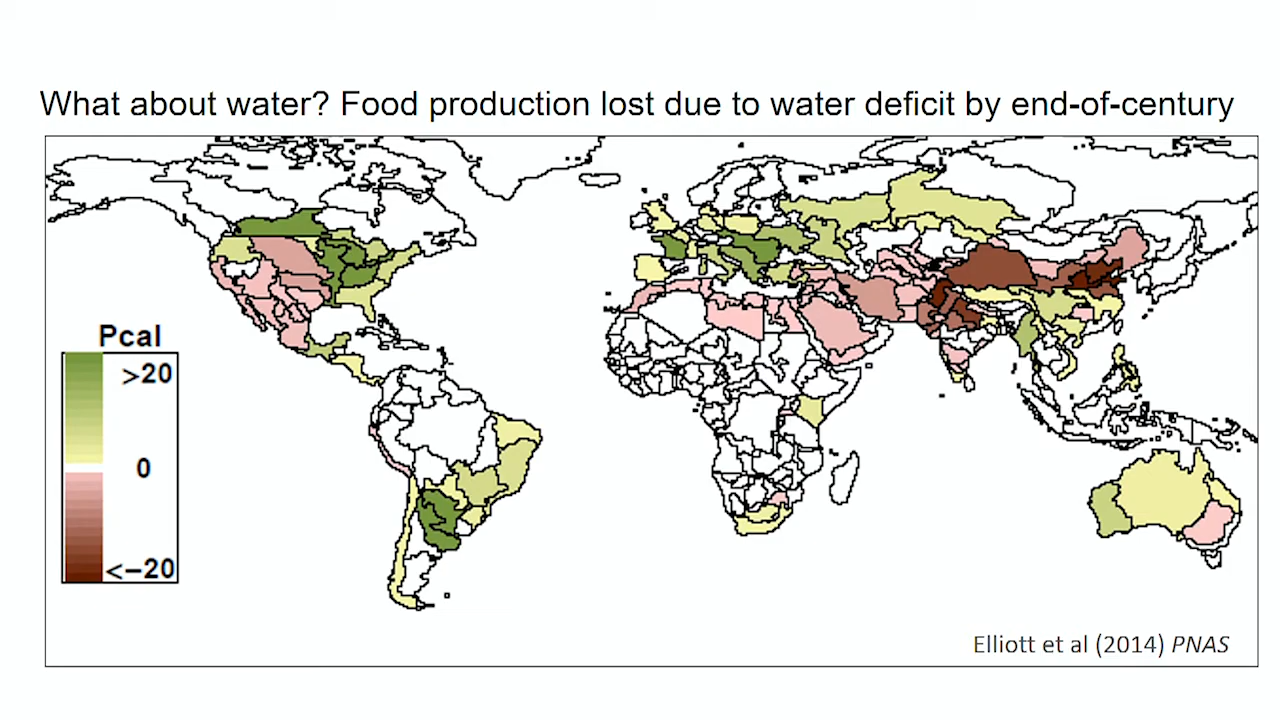 What about water? Food production lost due to water deficit by end-of-century
Pcal
>20
0
<−20
Elliott et al (2014) PNAS